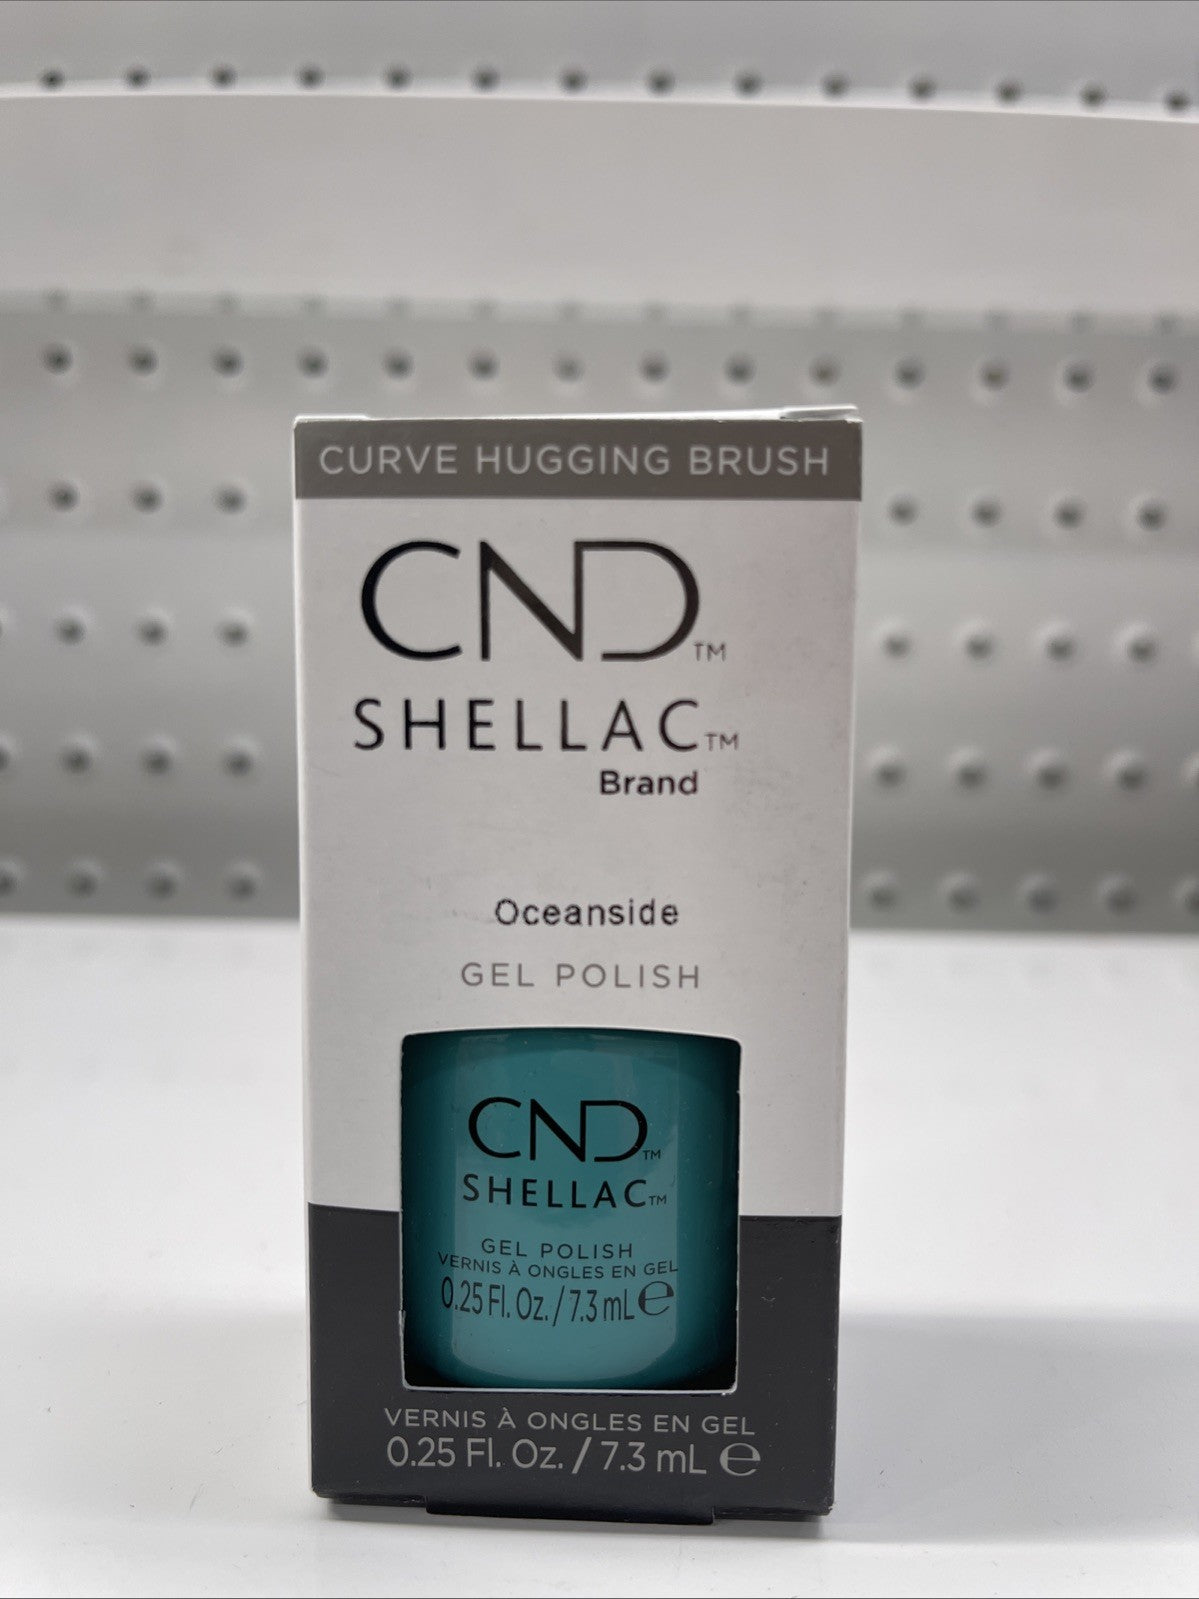 CURVE HUGGING BRUSH
CND™
SHELLAC™
Brand
Oceanside
GEL POLISH
CND™
SHELLAC™
GEL POLISH
VERNIS À ONGLES EN GEL
0.25 Fl. Oz. / 7.3 mL ℮
VERNIS À ONGLES EN GEL
0.25 Fl. Oz. / 7.3 mL ℮